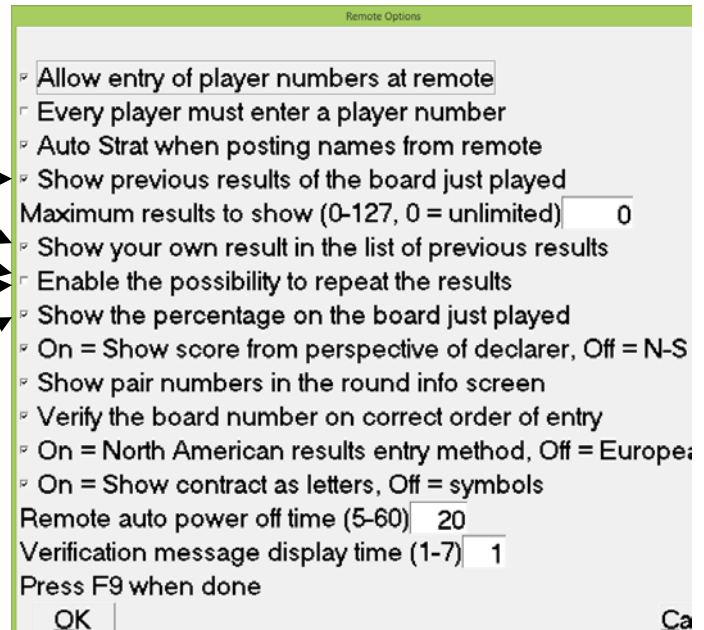 Remote Options
Allow entry of player numbers at remote
Every player must enter a player number
Auto Strat when posting names from remote
Show previous results of the board just played
Maximum results to show (0-127, 0 = unlimited) 0
Show your own result in the list of previous results
Enable the possibility to repeat the results
Show the percentage on the board just played
On = Show score from perspective of declarer, Off = N-S
Show pair numbers in the round info screen
Verify the board number on correct order of entry
On = North American results entry method, Off = Europea
On = Show contract as letters, Off = symbols
Remote auto power off time (5-60) 20
Verification message display time (1-7) 1
Press F9 when done
OK Ca